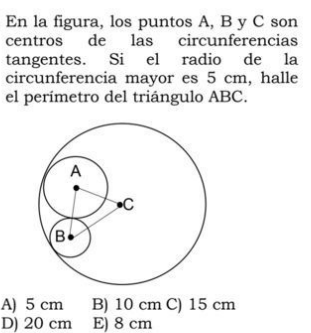 En la figura, los puntos A, B y C son
centros de las circunferencias
tangentes. Si el radio de la
circunferencia mayor es 5 cm, halle
el perímetro del triángulo ABC.
A
C
B
A) 5 cm B) 10 cm C) 15 cm
D) 20 cm E) 8 cm